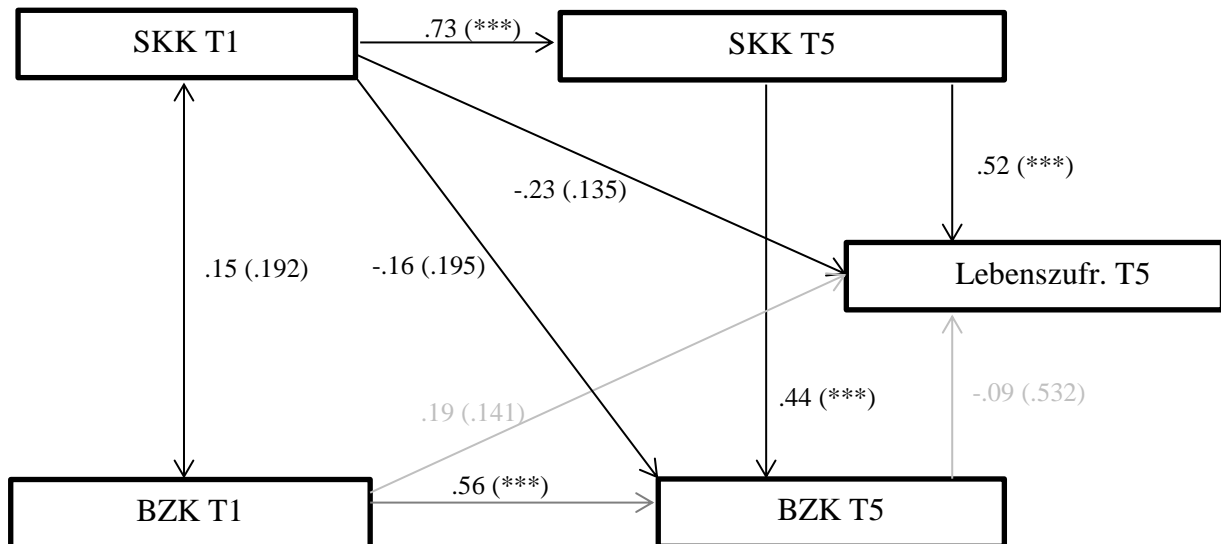 SKK T1
.73 (***)
SKK T5
-.23 (.135)
.52 (***)
.15 (.192)
-.16 (.195)
Lebenszufr. T5
.19 (.141)
.44 (***)
-.09 (.532)
BZK T1
.56 (***)
BZK T5